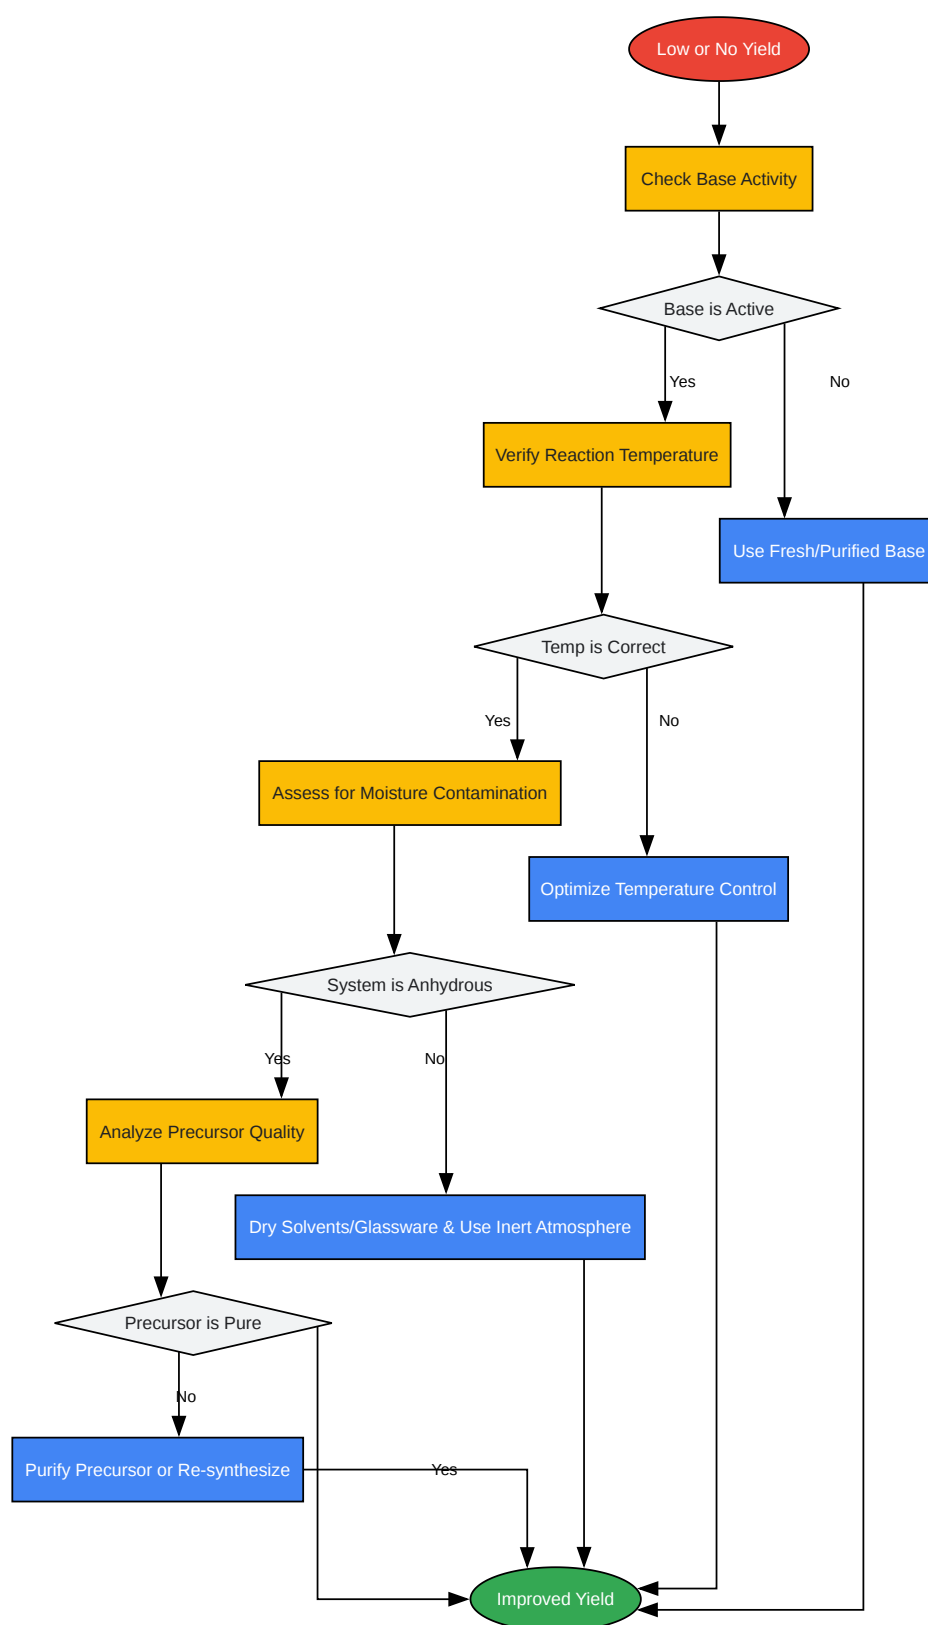 Low or No Yield
Check Base Activity
Base is Active
Yes
No
Verify Reaction Temperature
Use Fresh/Purified Base
Temp is Correct
Yes
No
Assess for Moisture Contamination
Optimize Temperature Control
System is Anhydrous
Yes
No
Analyze Precursor Quality
Dry Solvents/Glassware & Use Inert Atmosphere
Precursor is Pure
No
Purify Precursor or Re-synthesize
Yes
Improved Yield